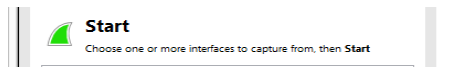 Start
Choose one or more interfaces to capture from, then Start